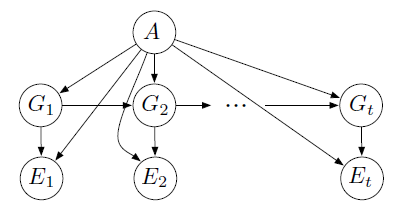 A
G₁ G₂ ⋯ Gₜ
E₁ E₂ Eₜ